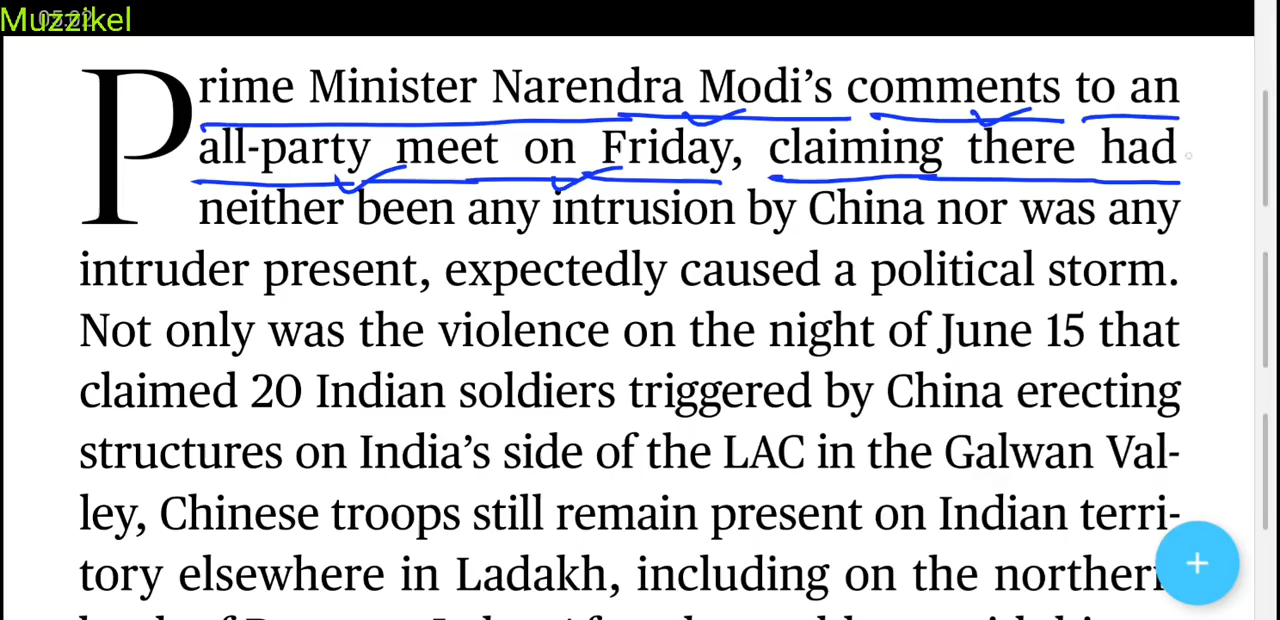 Muzzikel
Prime Minister Narendra Modi’s comments to an
all-party meet on Friday, claiming there had
neither been any intrusion by China nor was any
intruder present, expectedly caused a political storm.
Not only was the violence on the night of June 15 that
claimed 20 Indian soldiers triggered by China erecting
structures on India’s side of the LAC in the Galwan Val-
ley, Chinese troops still remain present on Indian terri-
tory elsewhere in Ladakh, including on the northern